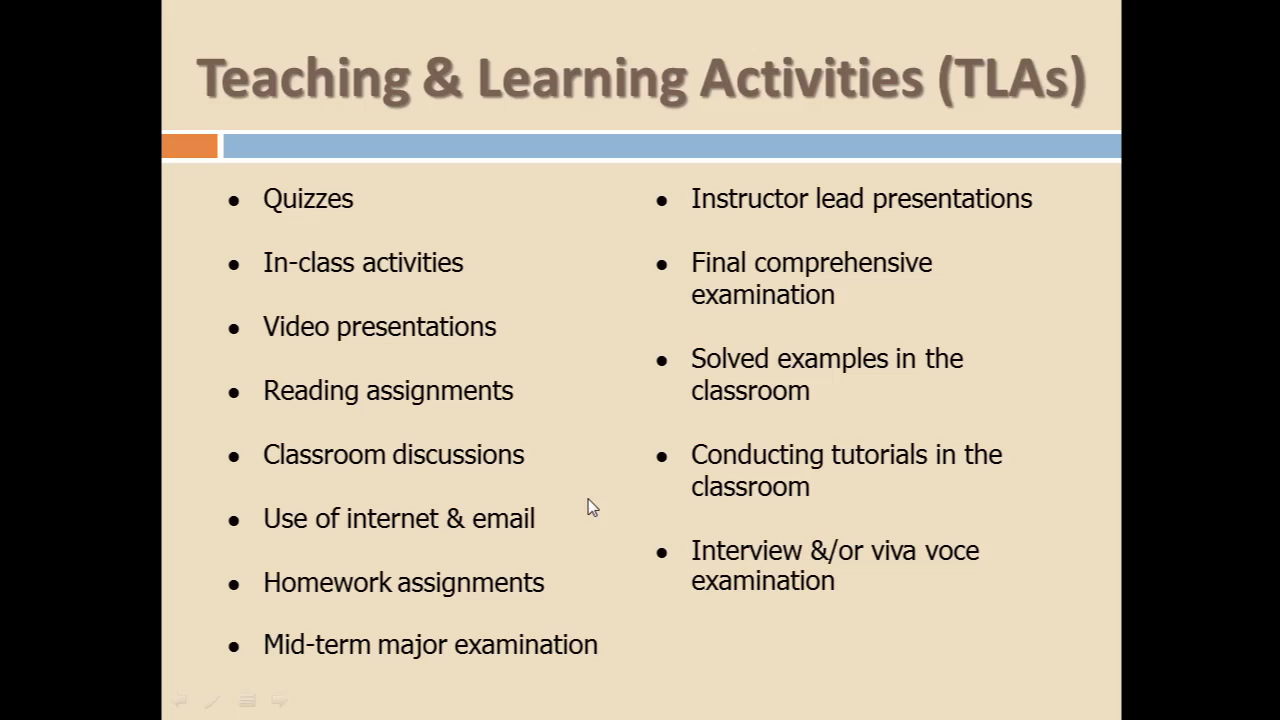 Teaching & Learning Activities (TLAs)
• Quizzes
• In-class activities
• Video presentations
• Reading assignments
• Classroom discussions
• Use of internet & email
• Homework assignments
• Mid-term major examination
• Instructor lead presentations
• Final comprehensive
examination
• Solved examples in the
classroom
• Conducting tutorials in the
classroom
• Interview &/or viva voce
examination